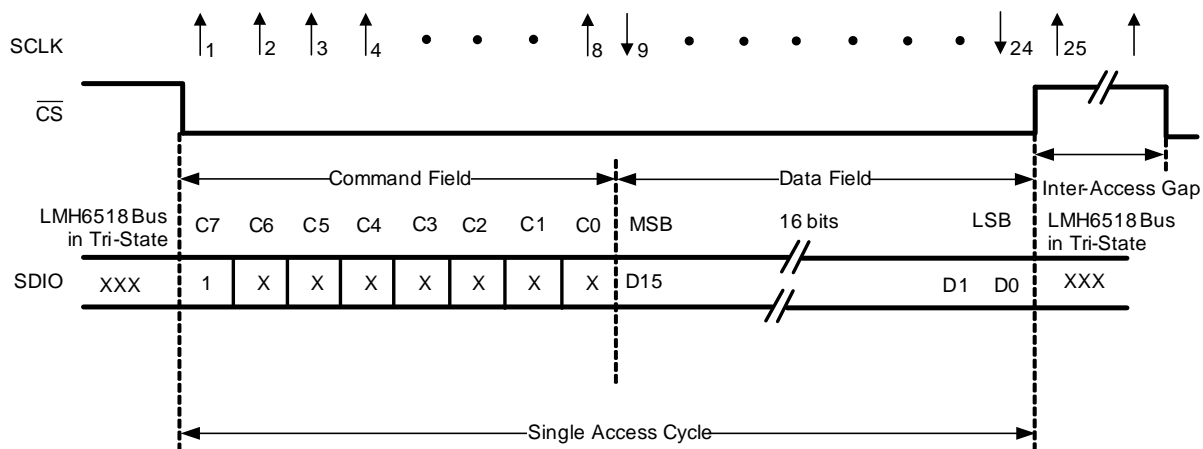 SCLK 1 2 3 4 8 9 24 25
CS
Command Field Data Field
Inter-Access Gap
LMH6518 Bus
in Tri-State
C7 C6 C5 C4 C3 C2 C1 C0 MSB 16 bits LSB
LMH6518 Bus
in Tri-State
SDIO XXX 1 X X X X X X X D15 D1 D0 XXX
Single Access Cycle